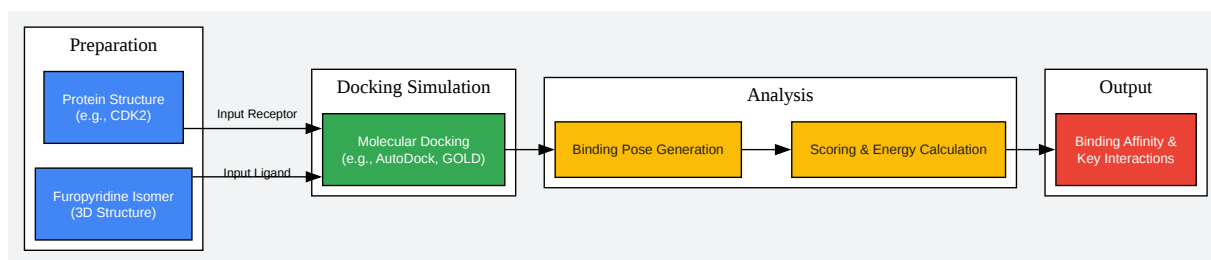 Preparation
Protein Structure
(e.g., CDK2)
Furopyridine Isomer
(3D Structure)
Input Receptor
Input Ligand
Docking Simulation
Molecular Docking
(e.g., AutoDock, GOLD)
Analysis
Binding Pose Generation
Scoring & Energy Calculation
Output
Binding Affinity &
Key Interactions